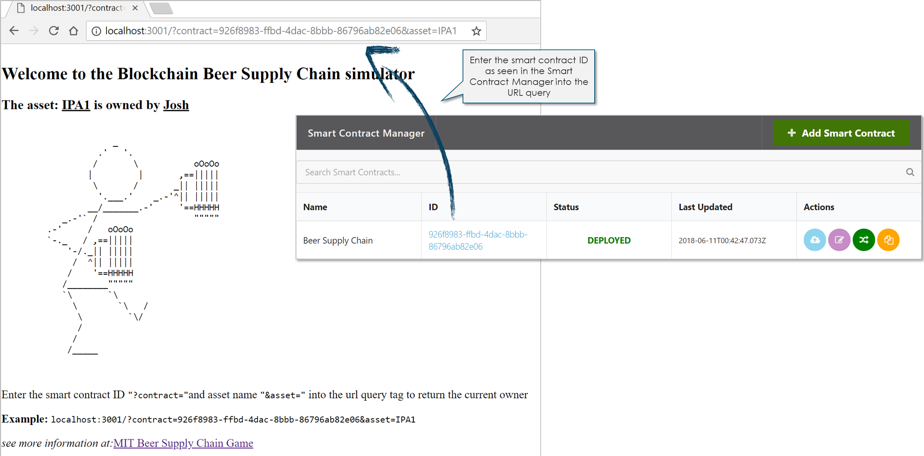 localhost:3001/?contract=
localhost:3001/?contract=926f8983-ffbd-4dac-8bbb-86796ab82e06&asset=IPA1
Enter the smart contract ID
as seen in the Smart
Contract Manager into the
URL query
Welcome to the Blockchain Beer Supply Chain simulator
The asset: IPA1 is owned by Josh
Smart Contract Manager
+ Add Smart Contract
Search Smart Contracts...
Name
ID
Status
Last Updated
Actions
Beer Supply Chain
926f8983-ffbd-4dac-8bbb-
86796ab82e06
DEPLOYED
2018-06-11T00:42:47.073Z
Enter the smart contract ID "?contract="and asset name "&asset=" into the url query tag to return the current owner
Example: localhost:3001/?contract=926f8983-ffbd-4dac-8bbb-86796ab82e06&asset=IPA1
see more information at:MIT Beer Supply Chain Game